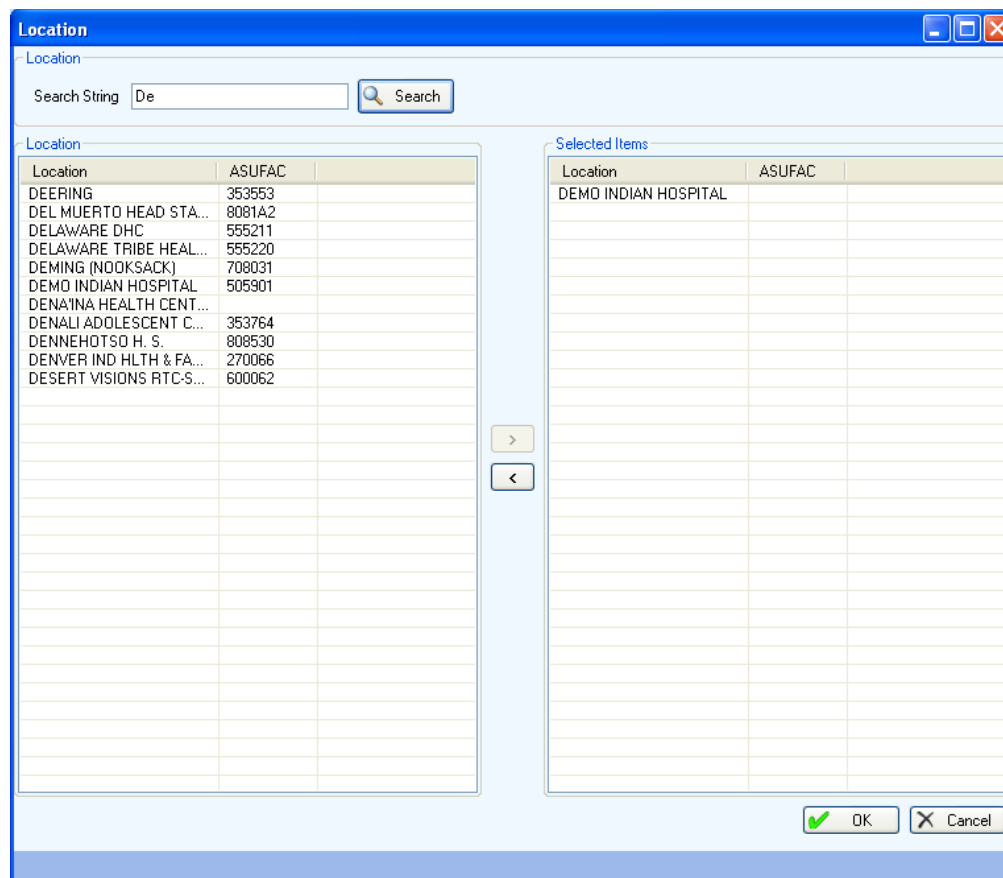 Location
Location
Search String De Search
Location
Location ASUFAC
DEERING 353553
DEL MUERTO HEAD STA... 8081A2
DELAWARE DHC 555211
DELAWARE TRIBE HEAL... 555220
DEMING (NOOKSACK) 708031
DEMO INDIAN HOSPITAL 505901
DENA'INA HEALTH CENT...
DENALI ADOLESCENT C... 353764
DENNEHOTSO H. S. 808530
DENVER IND HLTH & FA... 270066
DESERT VISIONS RTC-S... 600062
>
<
Selected Items
Location ASUFAC
DEMO INDIAN HOSPITAL
OK Cancel